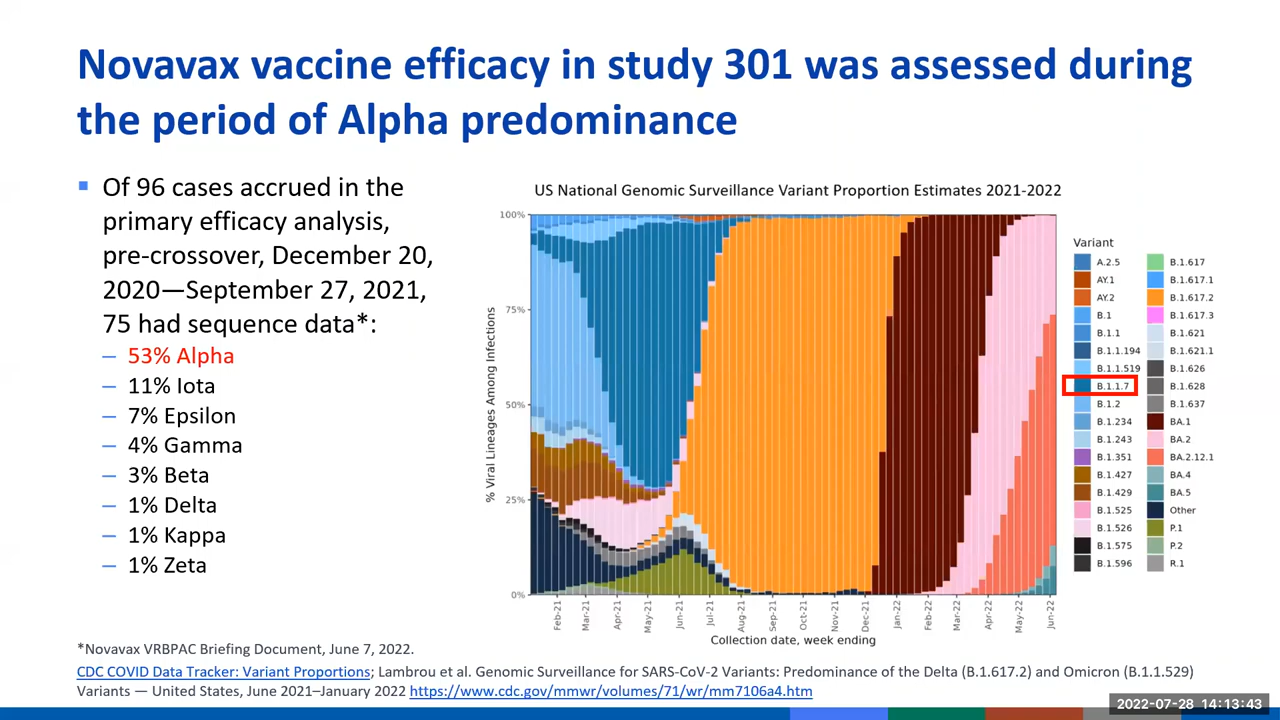 Novavax vaccine efficacy in study 301 was assessed during
the period of Alpha predominance
▪ Of 96 cases accrued in the
primary efficacy analysis,
pre-crossover, December 20,
2020—September 27, 2021,
75 had sequence data*:
– 53% Alpha
– 11% Iota
– 7% Epsilon
– 4% Gamma
– 3% Beta
– 1% Delta
– 1% Kappa
– 1% Zeta
US National Genomic Surveillance Variant Proportion Estimates 2021-2022
% Viral Lineages Among Infections
100%
75%
50%
25%
0%
Feb-21
Mar-21
Apr-21
May-21
Jun-21
Jul-21
Aug-21
Sep-21
Oct-21
Nov-21
Dec-21
Jan-22
Feb-22
Mar-22
Apr-22
May-22
Jun-22
Collection date, week ending
Variant
A.2.5
AY.1
AY.2
B.1
B.1.1
B.1.1.194
B.1.1.519
B.1.1.7
B.1.2
B.1.234
B.1.243
B.1.351
B.1.427
B.1.429
B.1.525
B.1.526
B.1.575
B.1.596
B.1.617
B.1.617.1
B.1.617.2
B.1.617.3
B.1.621
B.1.621.1
B.1.626
B.1.628
B.1.637
BA.1
BA.2
BA.2.12.1
BA.4
BA.5
Other
P.1
P.2
R.1
*Novavax VRBPAC Briefing Document, June 7, 2022.
CDC COVID Data Tracker: Variant Proportions; Lambrou et al. Genomic Surveillance for SARS-CoV-2 Variants: Predominance of the Delta (B.1.617.2) and Omicron (B.1.1.529)
Variants — United States, June 2021–January 2022 https://www.cdc.gov/mmwr/volumes/71/wr/mm7106a4.htm
2022-07-28 14:13:43